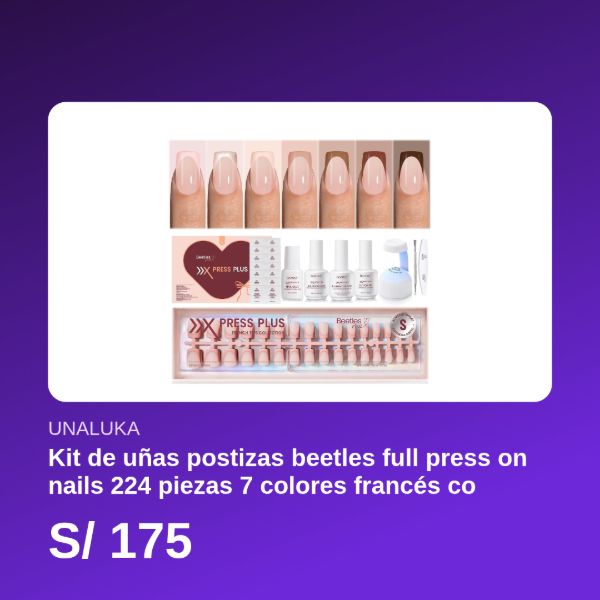 PRESS PLUS
PRESS PLUS
Beetles
S
UNALUKA
Kit de uñas postizas beetles full press on
nails 224 piezas 7 colores francés co
S/ 175